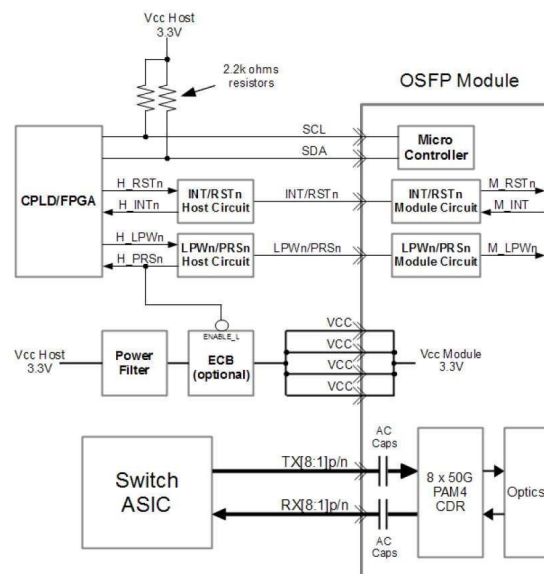 Vcc Host
3.3V
2.2k ohms
resistors
OSFP Module
SCL
SDA
Micro
Controller
CPLD/FPGA
H_RSTn
H_INTn
INT/RSTn
Host Circuit
INT/RSTn
INT/RSTn
Module Circuit
M_RSTn
M_INT
H_LPWn
H_PRSn
LPWn/PRSn
Host Circuit
LPWn/PRSn
LPWn/PRSn
Module Circuit
M_LPWn
ENABLE_L
Vcc Host
3.3V
Power
Filter
ECB
(optional)
VCC
VCC
VCC
VCC
Vcc Module
3.3V
Switch
ASIC
TX[8:1]p/n
RX[8:1]p/n
AC
Caps
AC
Caps
8 x 50G
PAM4
CDR
Optics